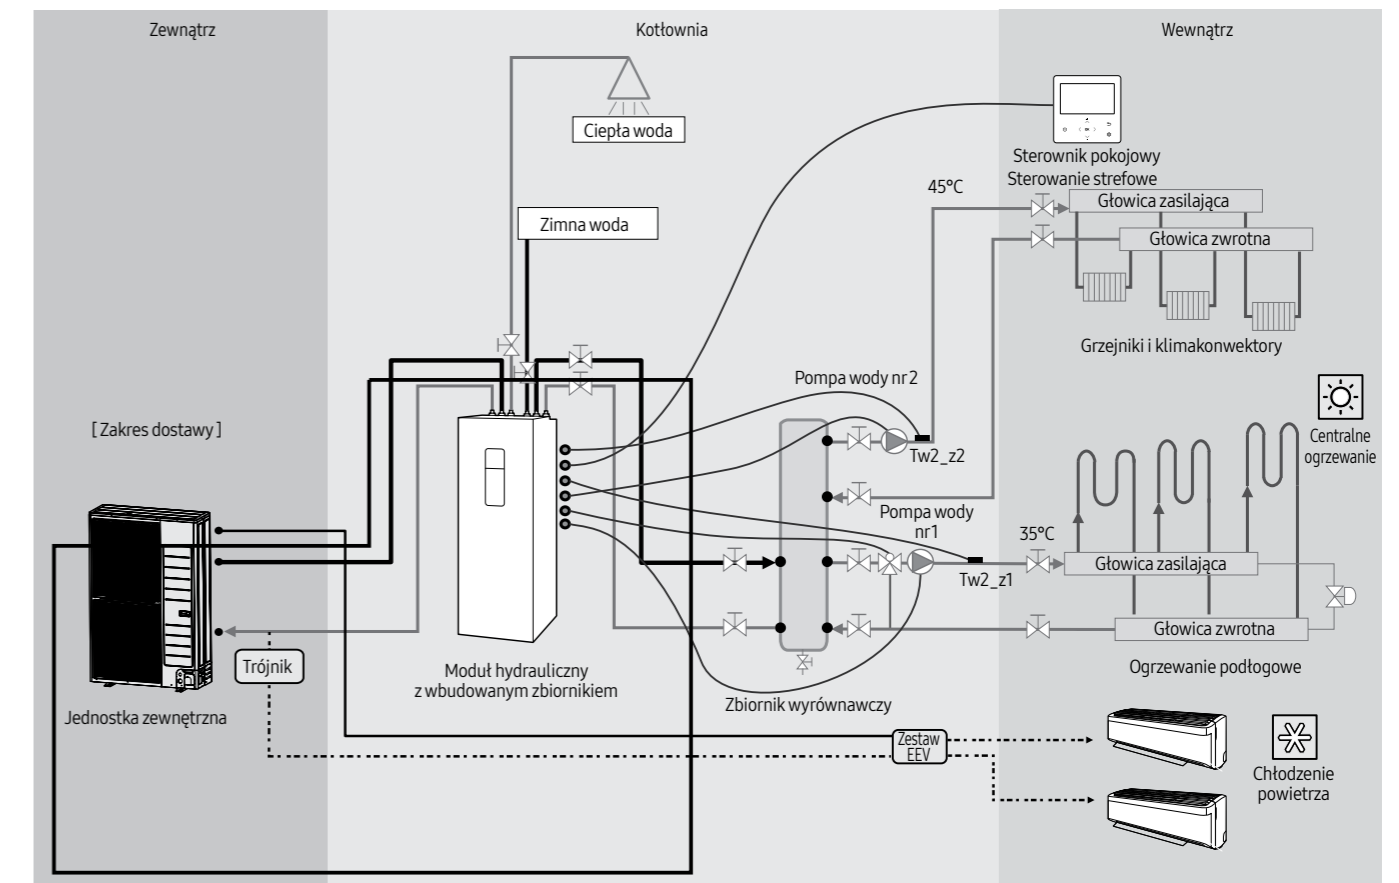 Zewnątrz
Kotłownia
Wewnątrz
Ciepła woda
Sterownik pokojowy
Sterowanie strefowe
45°C
Głowica zasilająca
Zimna woda
Głowica zwrotna
Grzejniki i klimakonwektory
Pompa wody nr 2
[ Zakres dostawy ]
Centralne
ogrzewanie
Tw2_z2
Pompa wody
nr1
35°C
Głowica zasilająca
Tw2_z1
Głowica zwrotna
Trójnik
Moduł hydrauliczny
z wbudowanym zbiornikiem
Ogrzewanie podłogowe
Zbiornik wyrównawczy
Jednostka zewnętrzna
Zestaw
EEV
Chłodzenie
powietrza